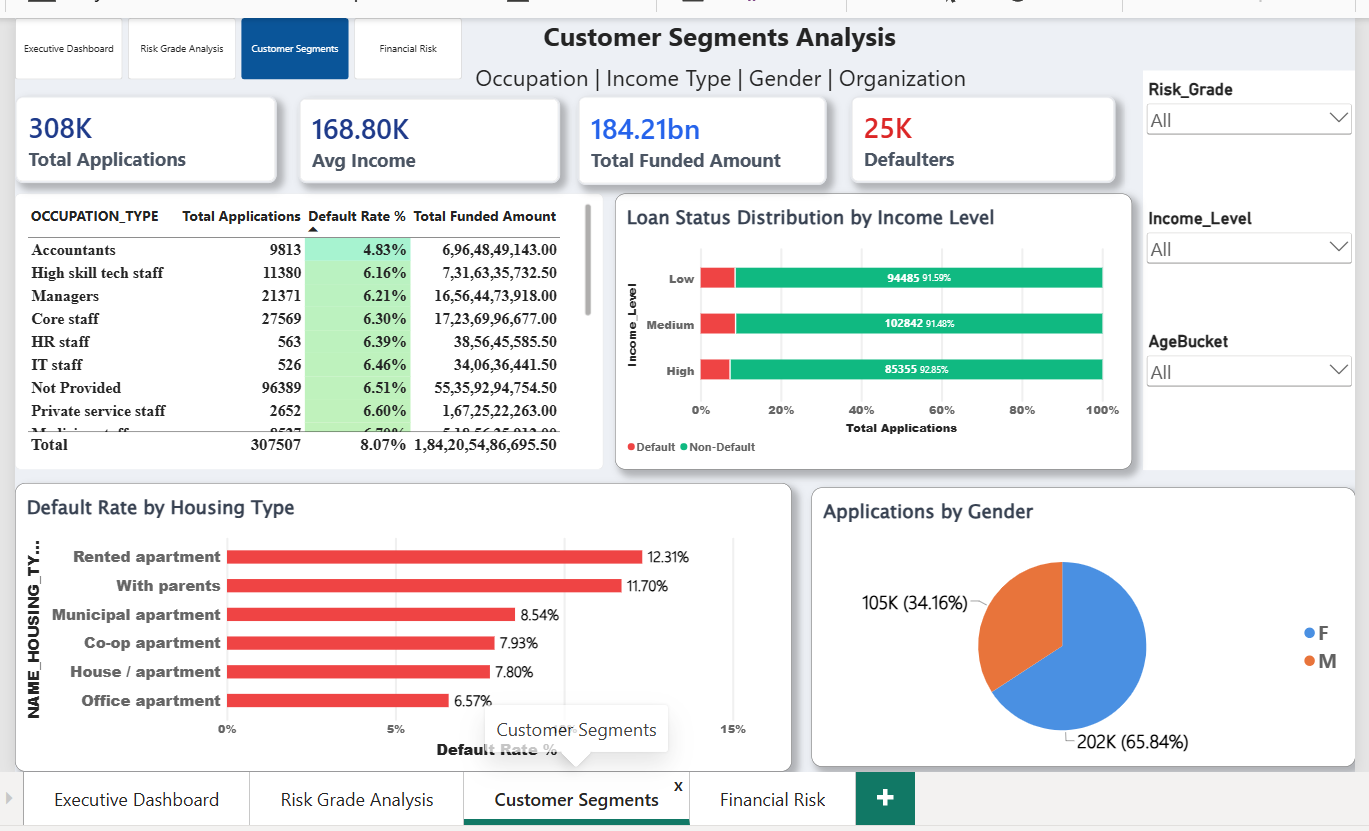 Executive Dashboard
Risk Grade Analysis
Customer Segments
Financial Risk
Customer Segments Analysis
Occupation | Income Type | Gender | Organization
308K
Total Applications
168.80K
Avg Income
184.21bn
Total Funded Amount
25K
Defaulters
Risk_Grade
All
Income_Level
All
AgeBucket
All
OCCUPATION_TYPE Total Applications Default Rate % Total Funded Amount
Accountants 9813 4.83% 6,96,48,49,143.00
High skill tech staff 11380 6.16% 7,31,63,35,732.50
Managers 21371 6.21% 16,56,44,73,918.00
Core staff 27569 6.30% 17,23,69,96,677.00
HR staff 563 6.39% 38,56,45,585.50
IT staff 526 6.46% 34,06,36,441.50
Not Provided 96389 6.51% 55,35,92,94,754.50
Private service staff 2652 6.60% 1,67,25,22,263.00
Total 307507 8.07% 1,84,20,54,86,695.50
Loan Status Distribution by Income Level
Income_Level
Low 94485 91.59%
Medium 102842 91.48%
High 85355 92.85%
0% 20% 40% 60% 80% 100%
Total Applications
Default Non-Default
Default Rate by Housing Type
NAME_HOUSING_TY...
Rented apartment 12.31%
With parents 11.70%
Municipal apartment 8.54%
Co-op apartment 7.93%
House / apartment 7.80%
Office apartment 6.57%
0% 5% 15%
Default Rate %
Customer Segments
Applications by Gender
105K (34.16%)
202K (65.84%)
F
M
Executive Dashboard
Risk Grade Analysis
Customer Segments x
Financial Risk
+